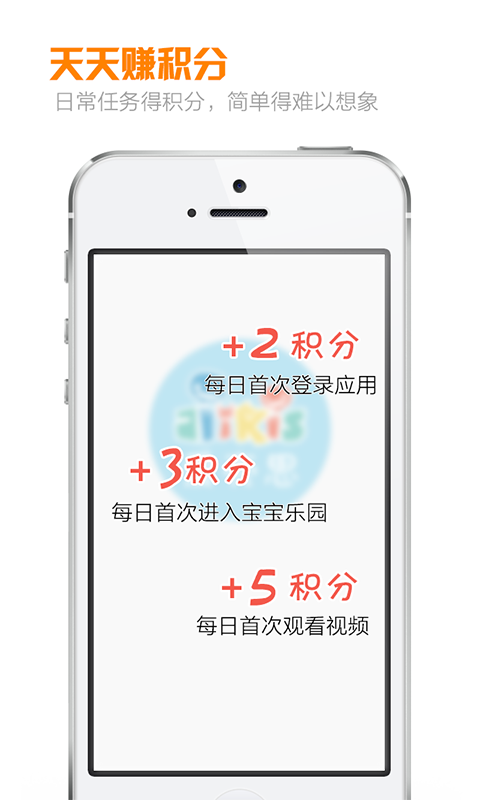 天天赚积分
日常任务得积分，简单得难以想象
+2 积分
每日首次登录应用
alikis
+3积分
思
每日首次进入宝宝乐园
+5 积分
每日首次观看视频